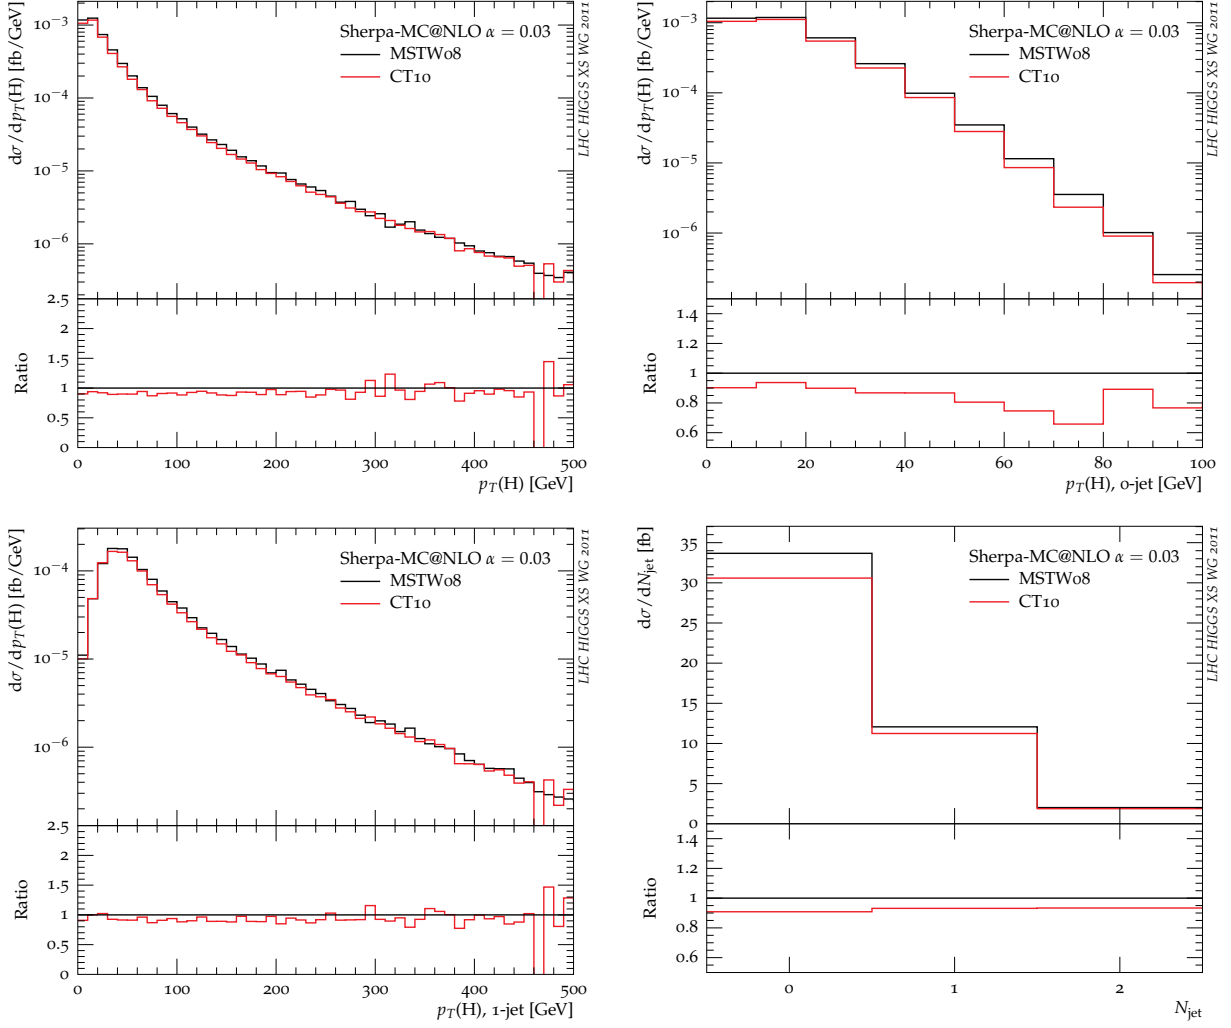 Sherpa-MC@NLO α = 0.03
MSTW08
CT10
10⁻³
10⁻⁴
10⁻⁵
10⁻⁶
dσ/dp_T(H) [fb/GeV]
LHC HIGGS XS WG 2011
2.5
2
1.5
1
0.5
0
Ratio
0 100 200 300 400 500
p_T(H) [GeV]
Sherpa-MC@NLO α = 0.03
MSTW08
CT10
10⁻³
10⁻⁴
10⁻⁵
10⁻⁶
dσ/dp_T(H) [fb/GeV]
LHC HIGGS XS WG 2011
1.4
1.2
1
0.8
0.6
Ratio
0 20 40 60 80 100
p_T(H), 0-jet [GeV]
Sherpa-MC@NLO α = 0.03
MSTW08
CT10
10⁻⁴
10⁻⁵
10⁻⁶
dσ/dp_T(H) [fb/GeV]
LHC HIGGS XS WG 2011
2.5
2
1.5
1
0.5
0
Ratio
0 100 200 300 400 500
p_T(H), 1-jet [GeV]
Sherpa-MC@NLO α = 0.03
MSTW08
CT10
35
30
25
20
15
10
5
0
dσ/dN_jet [fb]
LHC HIGGS XS WG 2011
1.4
1.2
1
0.8
0.6
Ratio
0 1 2
N_jet